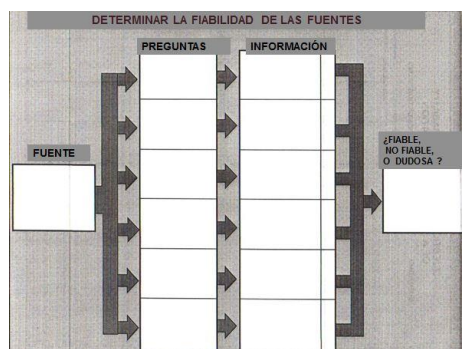 DETERMINAR LA FIABILIDAD DE LAS FUENTES
PREGUNTAS
INFORMACIÓN
FUENTE
¿FIABLE,
NO FIABLE,
O DUDOSA ?